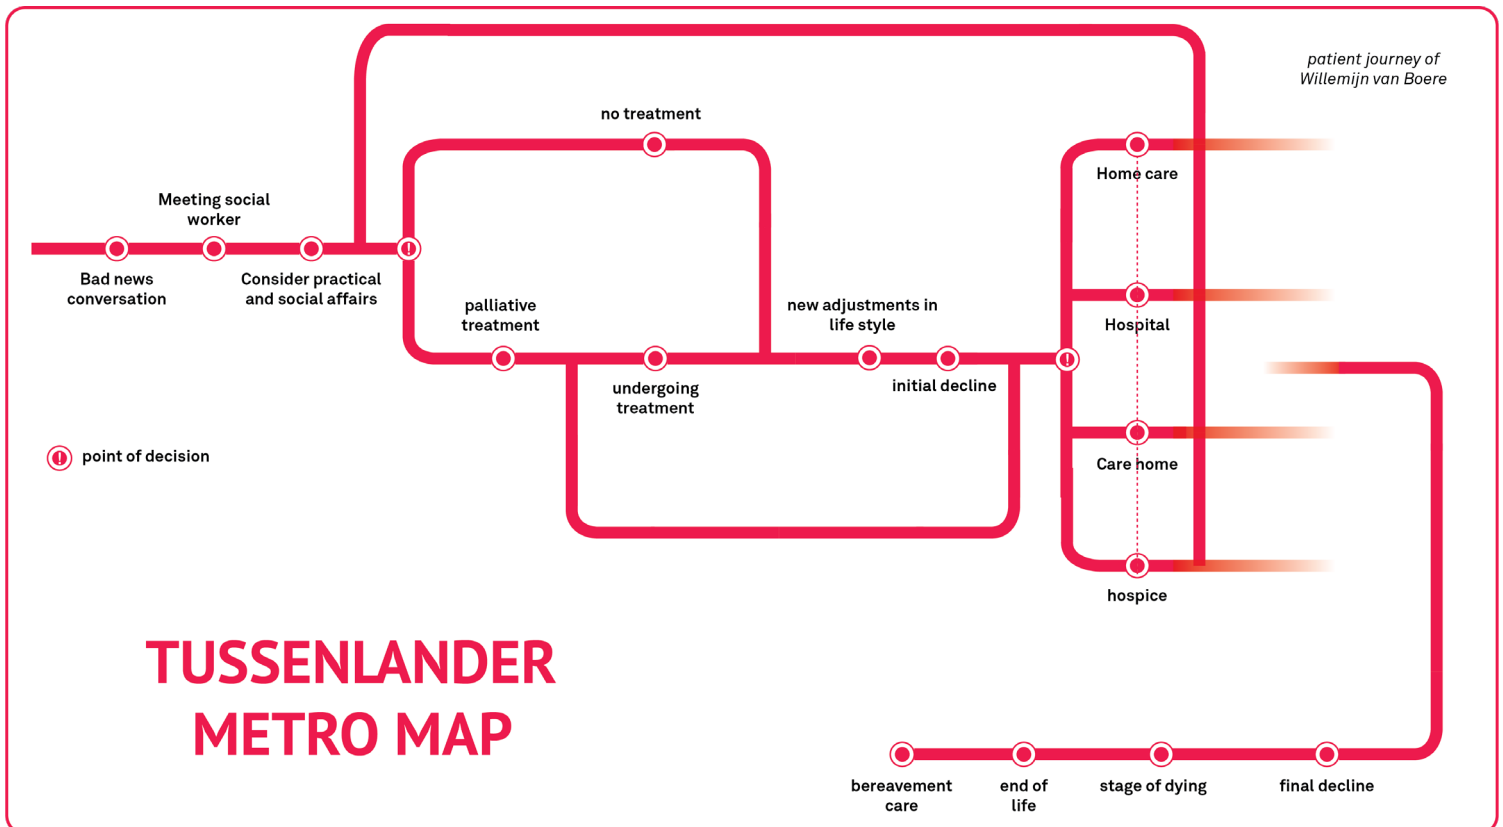 patient journey of
Willemijn van Boere
no treatment
Home care
Meeting social
worker
Bad news
conversation
Consider practical
and social affairs
palliative
treatment
new adjustments in
life style
Hospital
undergoing
treatment
initial decline
! point of decision
Care home
hospice
TUSSENLANDER
METRO MAP
bereavement
care
end of
life
stage of dying
final decline